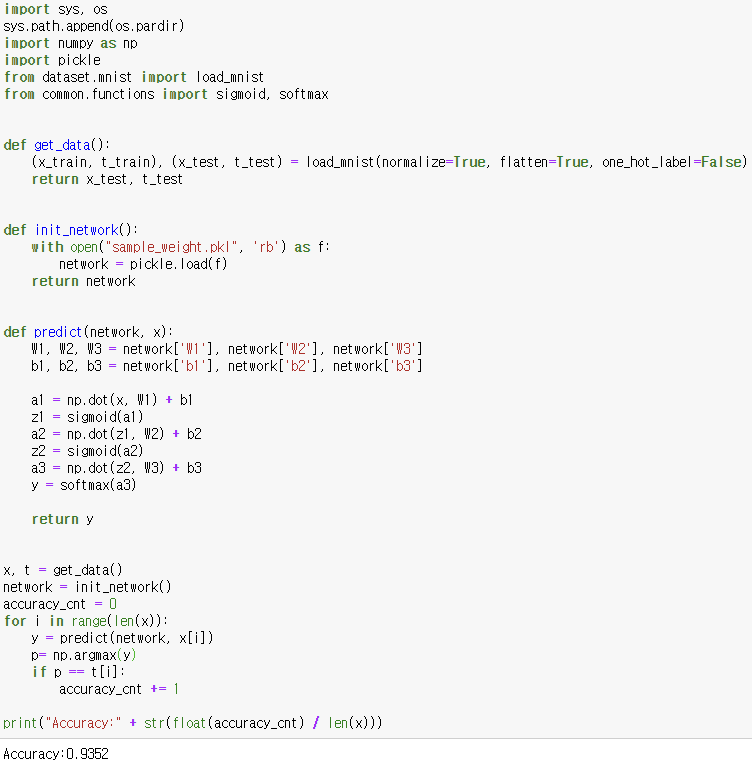 import sys, os
sys.path.append(os.pardir)
import numpy as np
import pickle
from dataset.mnist import load_mnist
from common.functions import sigmoid, softmax
def get_data():
    (x_train, t_train), (x_test, t_test) = load_mnist(normalize=True, flatten=True, one_hot_label=False)
    return x_test, t_test
def init_network():
    with open("sample_weight.pkl", 'rb') as f:
        network = pickle.load(f)
    return network
def predict(network, x):
    W1, W2, W3 = network['W1'], network['W2'], network['W3']
    b1, b2, b3 = network['b1'], network['b2'], network['b3']
    a1 = np.dot(x, W1) + b1
    z1 = sigmoid(a1)
    a2 = np.dot(z1, W2) + b2
    z2 = sigmoid(a2)
    a3 = np.dot(z2, W3) + b3
    y = softmax(a3)
    return y
x, t = get_data()
network = init_network()
accuracy_cnt = 0
for i in range(len(x)):
    y = predict(network, x[i])
    p= np.argmax(y)
    if p == t[i]:
        accuracy_cnt += 1
print("Accuracy:" + str(float(accuracy_cnt) / len(x)))
Accuracy:0.9352